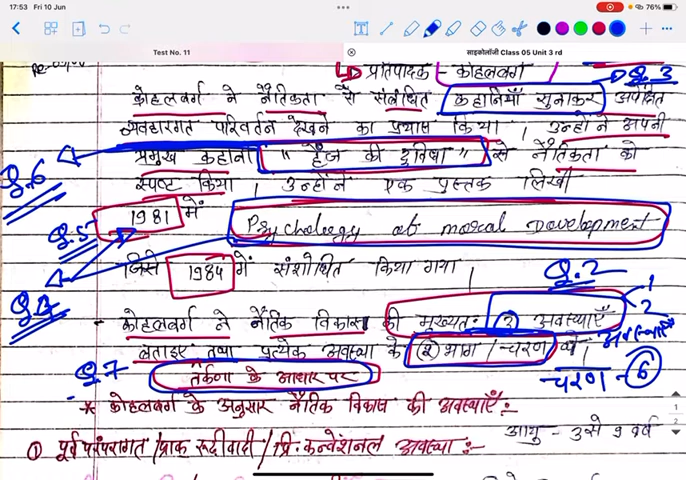 17:53 Fri 10 Jun
76%
Test No. 11
साइकोलॉजी Class 05 Unit 3 rd
प्रतिपादक - कोहलबर्ग
Q.3
कोहलबर्ग ने नैतिकता से संबंधित कहानियाँ सुनाकर अपेक्षित
व्यवहारगत परिवर्तन देखने का प्रयास किया। उन्होंने अपनी
Q.6
प्रमुख कहानी "हैंज की दुविधा" से नैतिकता को
स्पष्ट किया। उन्होंने एक पुस्तक लिखी
Q.5
1981 में
Psychology of moral Development
Q.4
जिसे 1984 में संशोधित किया गया।
Q.2
1
2
- कोहलबर्ग ने नैतिक विकास की मुख्यतः 3 अवस्थाएँ
बताइए तथा प्रत्येक अवस्था के 2 भाग / चरण
Q.7
तर्कणा के आधार पर
चरण - 6
* कोहलबर्ग के अनुसार नैतिक विकास की अवस्थाएँ :-
आयु - 3 से 9 वर्ष
① पूर्व परंपरागत / प्राक रूढ़ीवादी / प्रि. कन्वेंशनल अवस्था :-